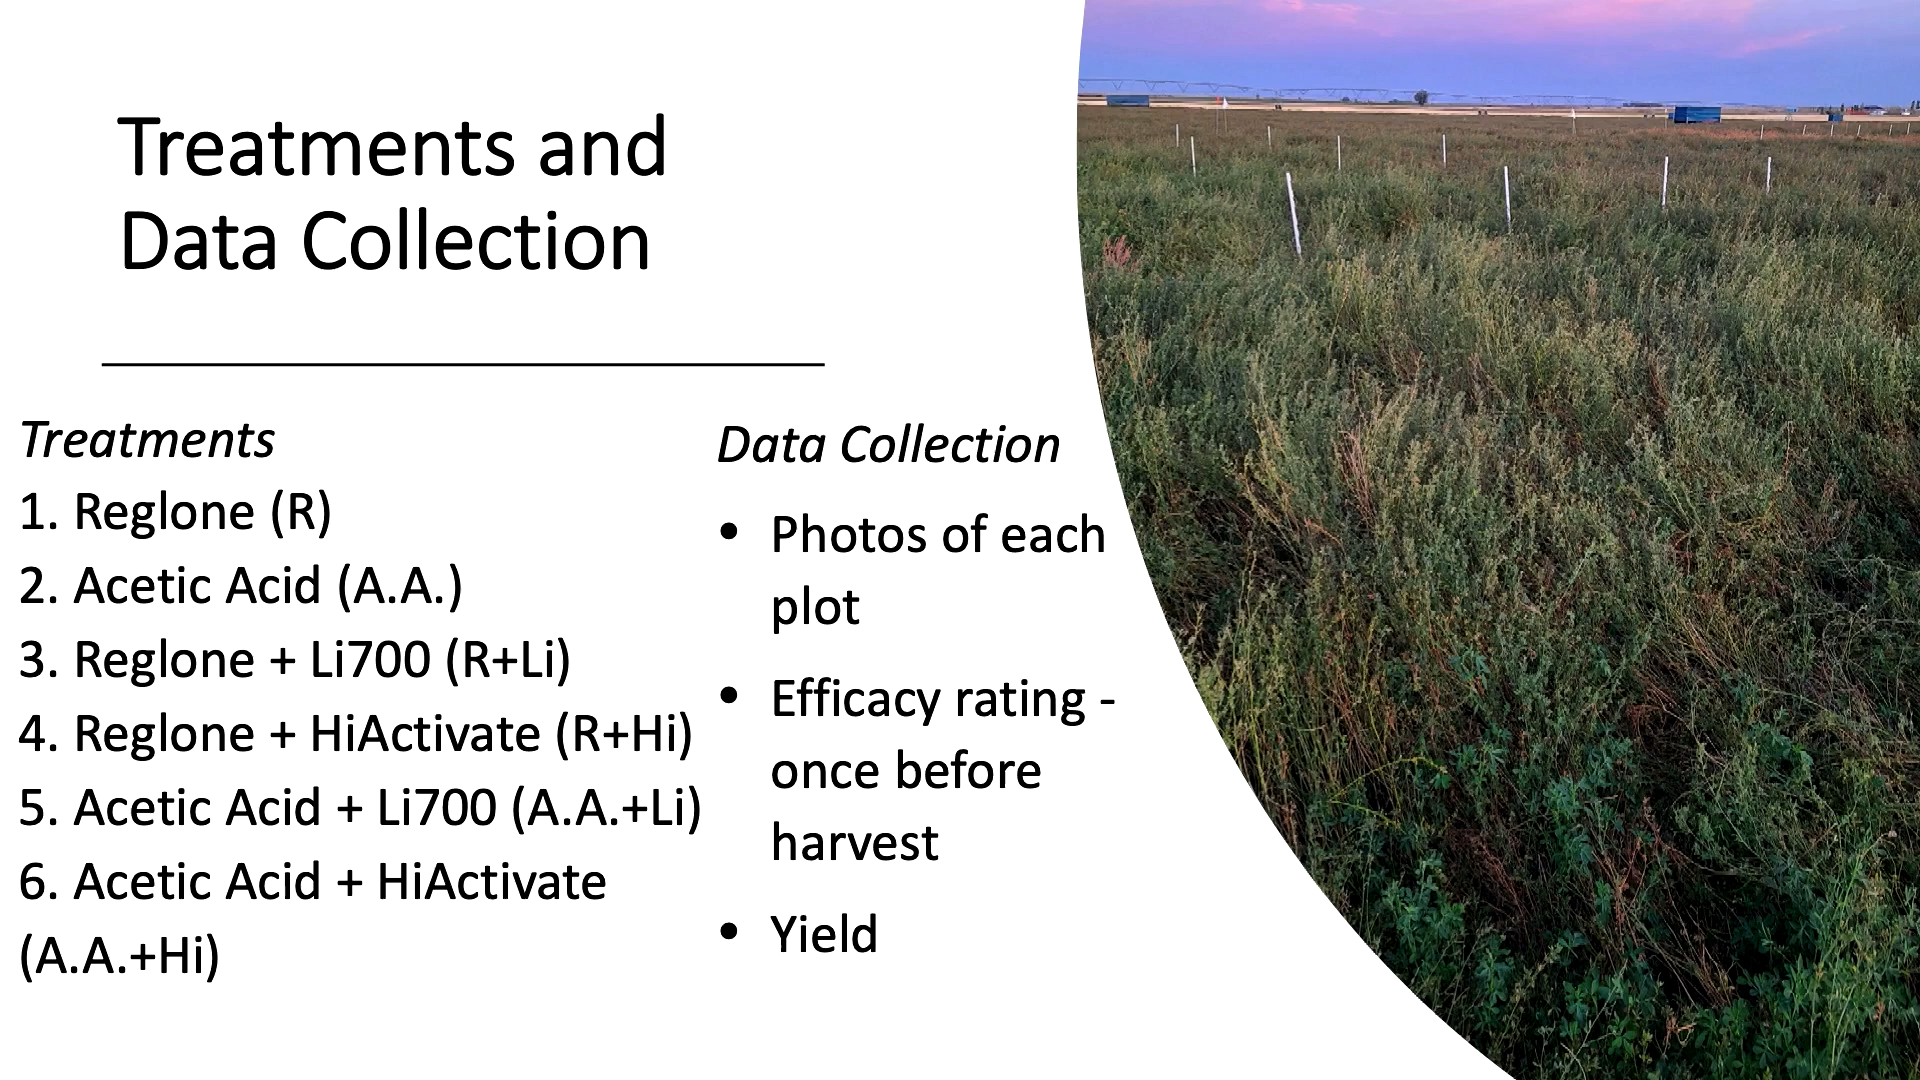 Treatments and
Data Collection
Treatments
1. Reglone (R)
2. Acetic Acid (A.A.)
3. Reglone + Li700 (R+Li)
4. Reglone + HiActivate (R+Hi)
5. Acetic Acid + Li700 (A.A.+Li)
6. Acetic Acid + HiActivate
(A.A.+Hi)
Data Collection
• Photos of each
plot
• Efficacy rating -
once before
harvest
• Yield